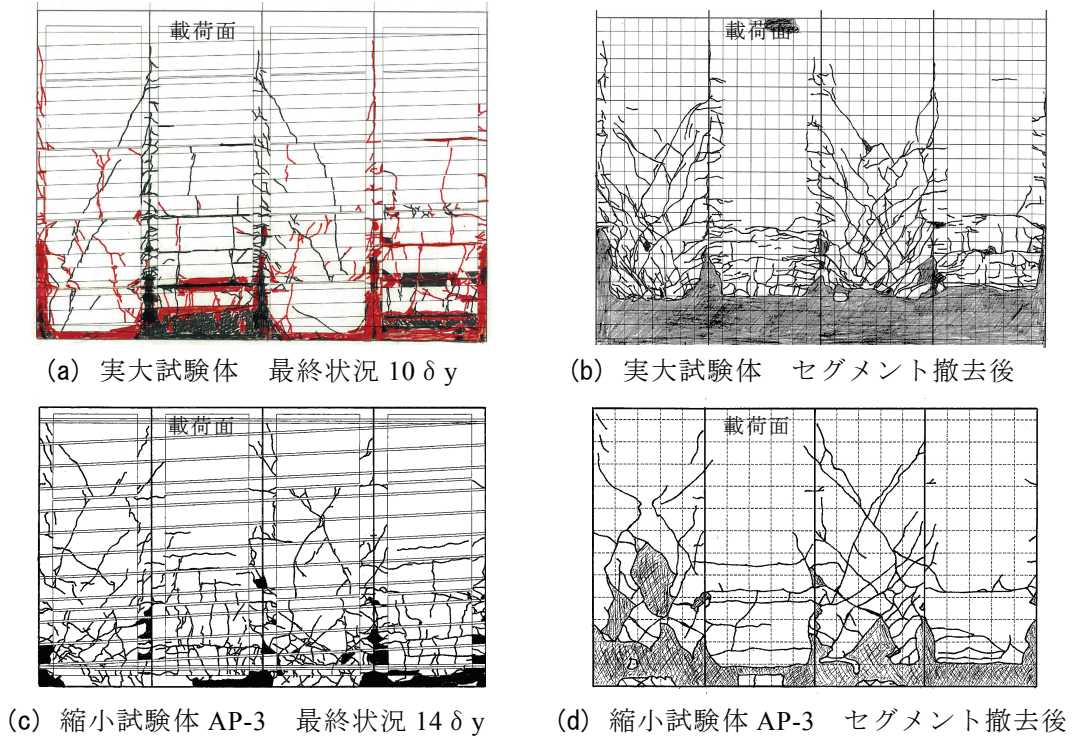 載荷面
載荷面
(a) 実大試験体 最終状況 10 δ y
(b) 実大試験体 セグメント撤去後
載荷面
載荷面
(c) 縮小試験体 AP-3 最終状況 14 δ y
(d) 縮小試験体 AP-3 セグメント撤去後